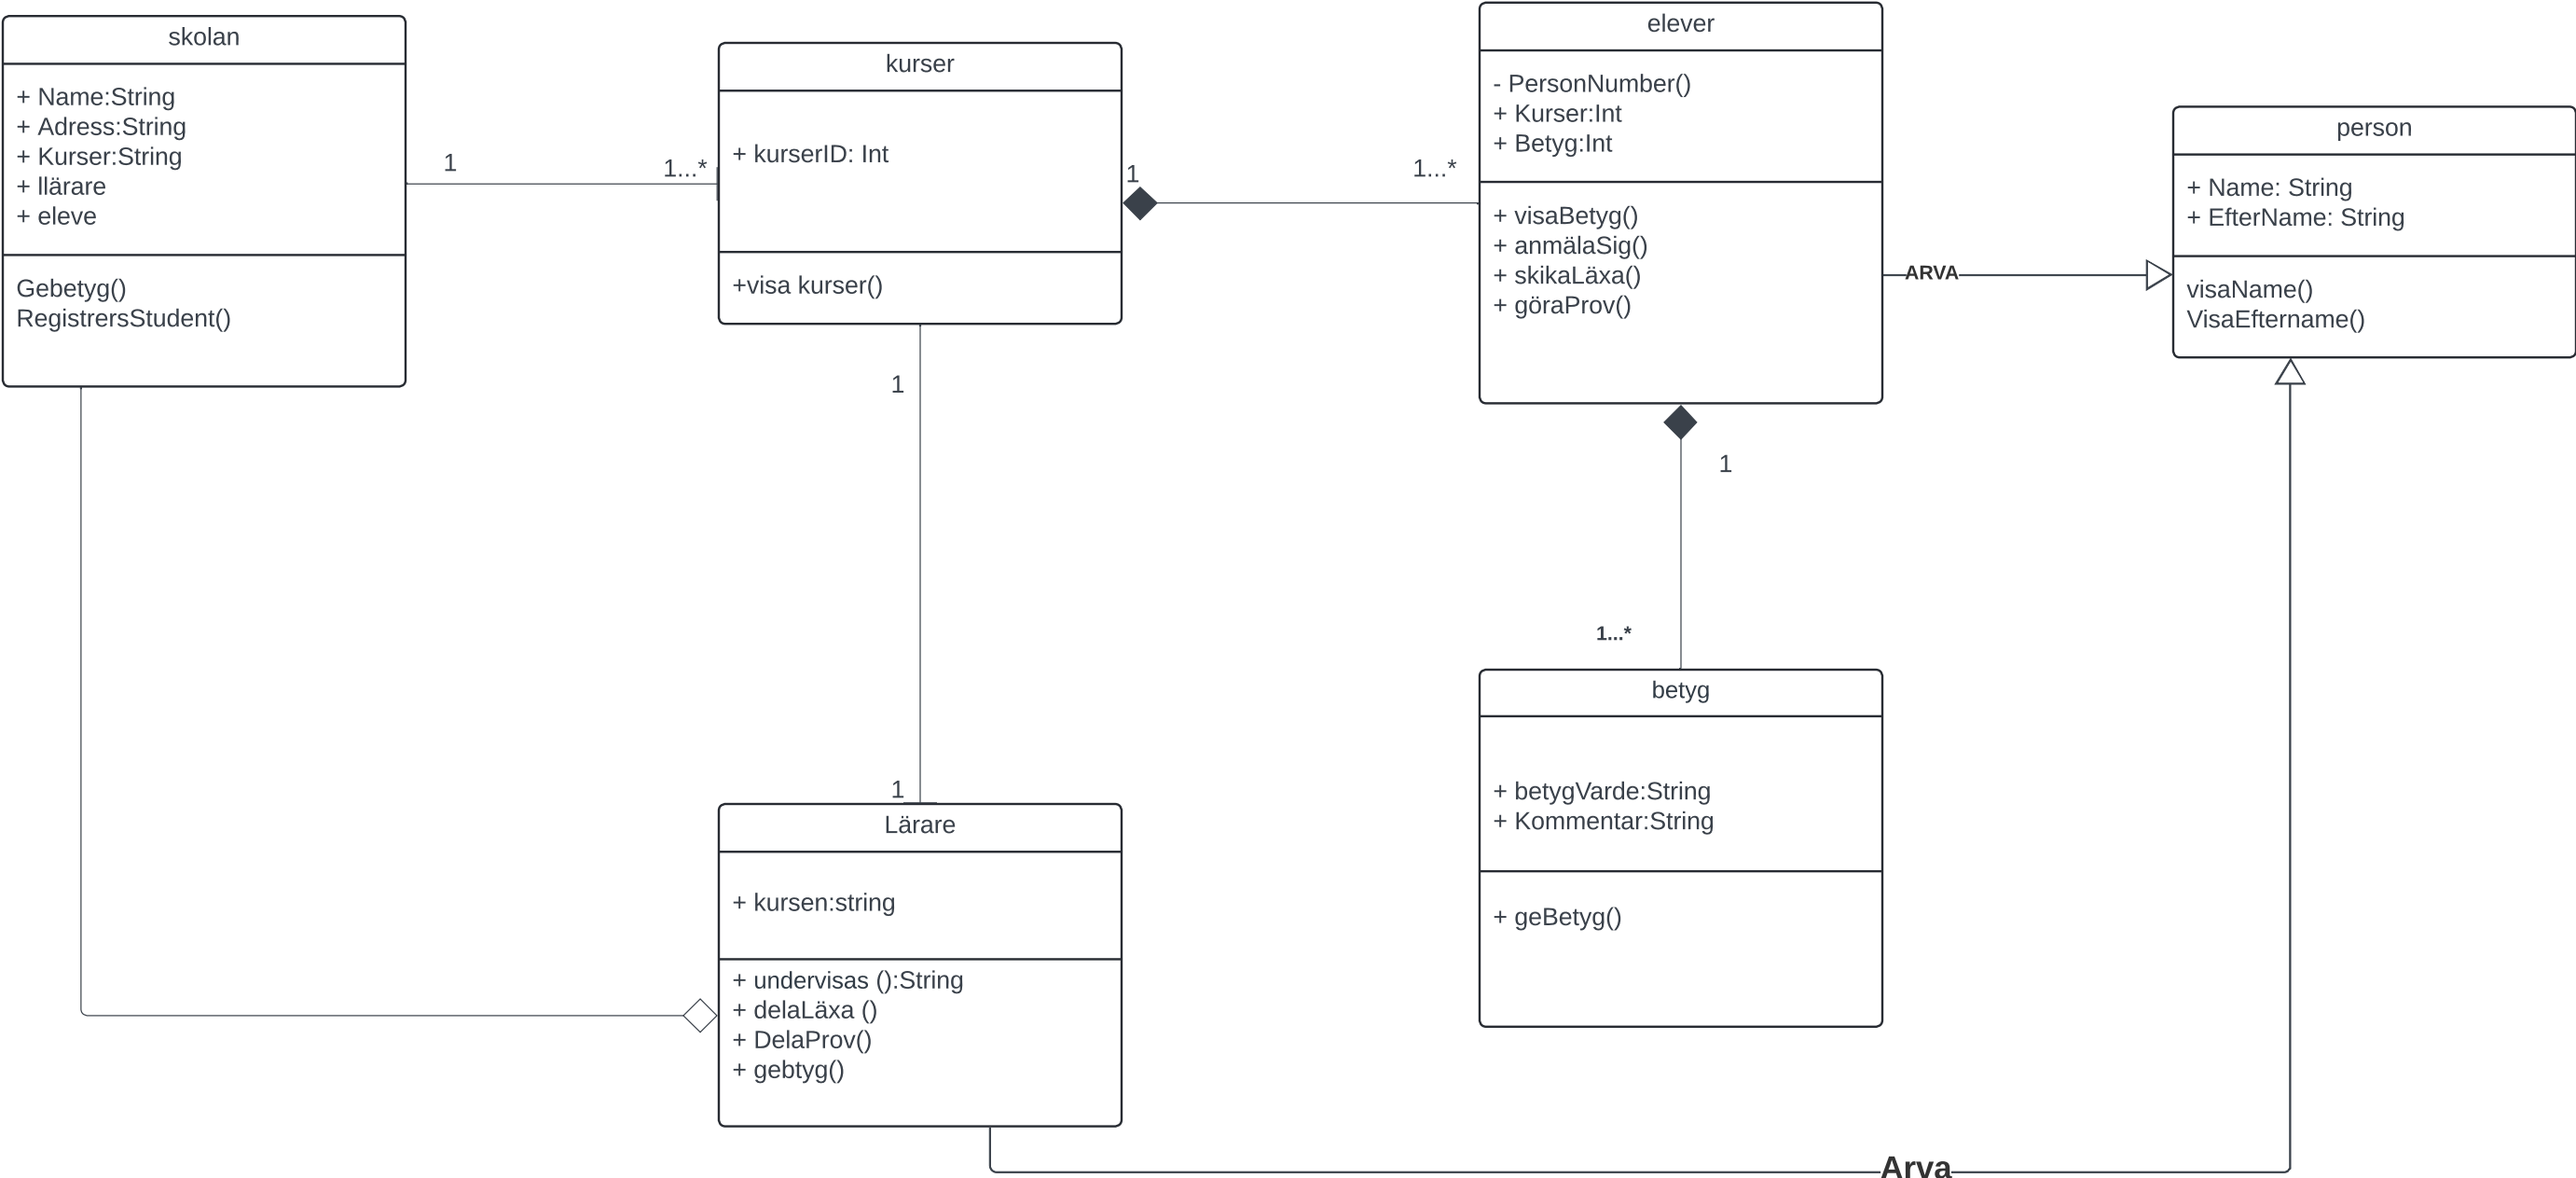 skolan
+ Name:String
+ Adress:String
+ Kurser:String
+ llärare
+ eleve
Gebetyg()
RegistrersStudent()
1
1...*
kurser
+ kurserID: Int
+visa kurser()
1
1...*
elever
- PersonNumber()
+ Kurser:Int
+ Betyg:Int
+ visaBetyg()
+ anmälaSig()
+ skikaLäxa()
+ göraProv()
ARVA
person
+ Name: String
+ EfterName: String
visaName()
VisaEftername()
1
1
1
1...*
Lärare
+ kursen:string
+ undervisas ():String
+ delaLäxa ()
+ DelaProv()
+ gebtyg()
betyg
+ betygVarde:String
+ Kommentar:String
+ geBetyg()
Arva